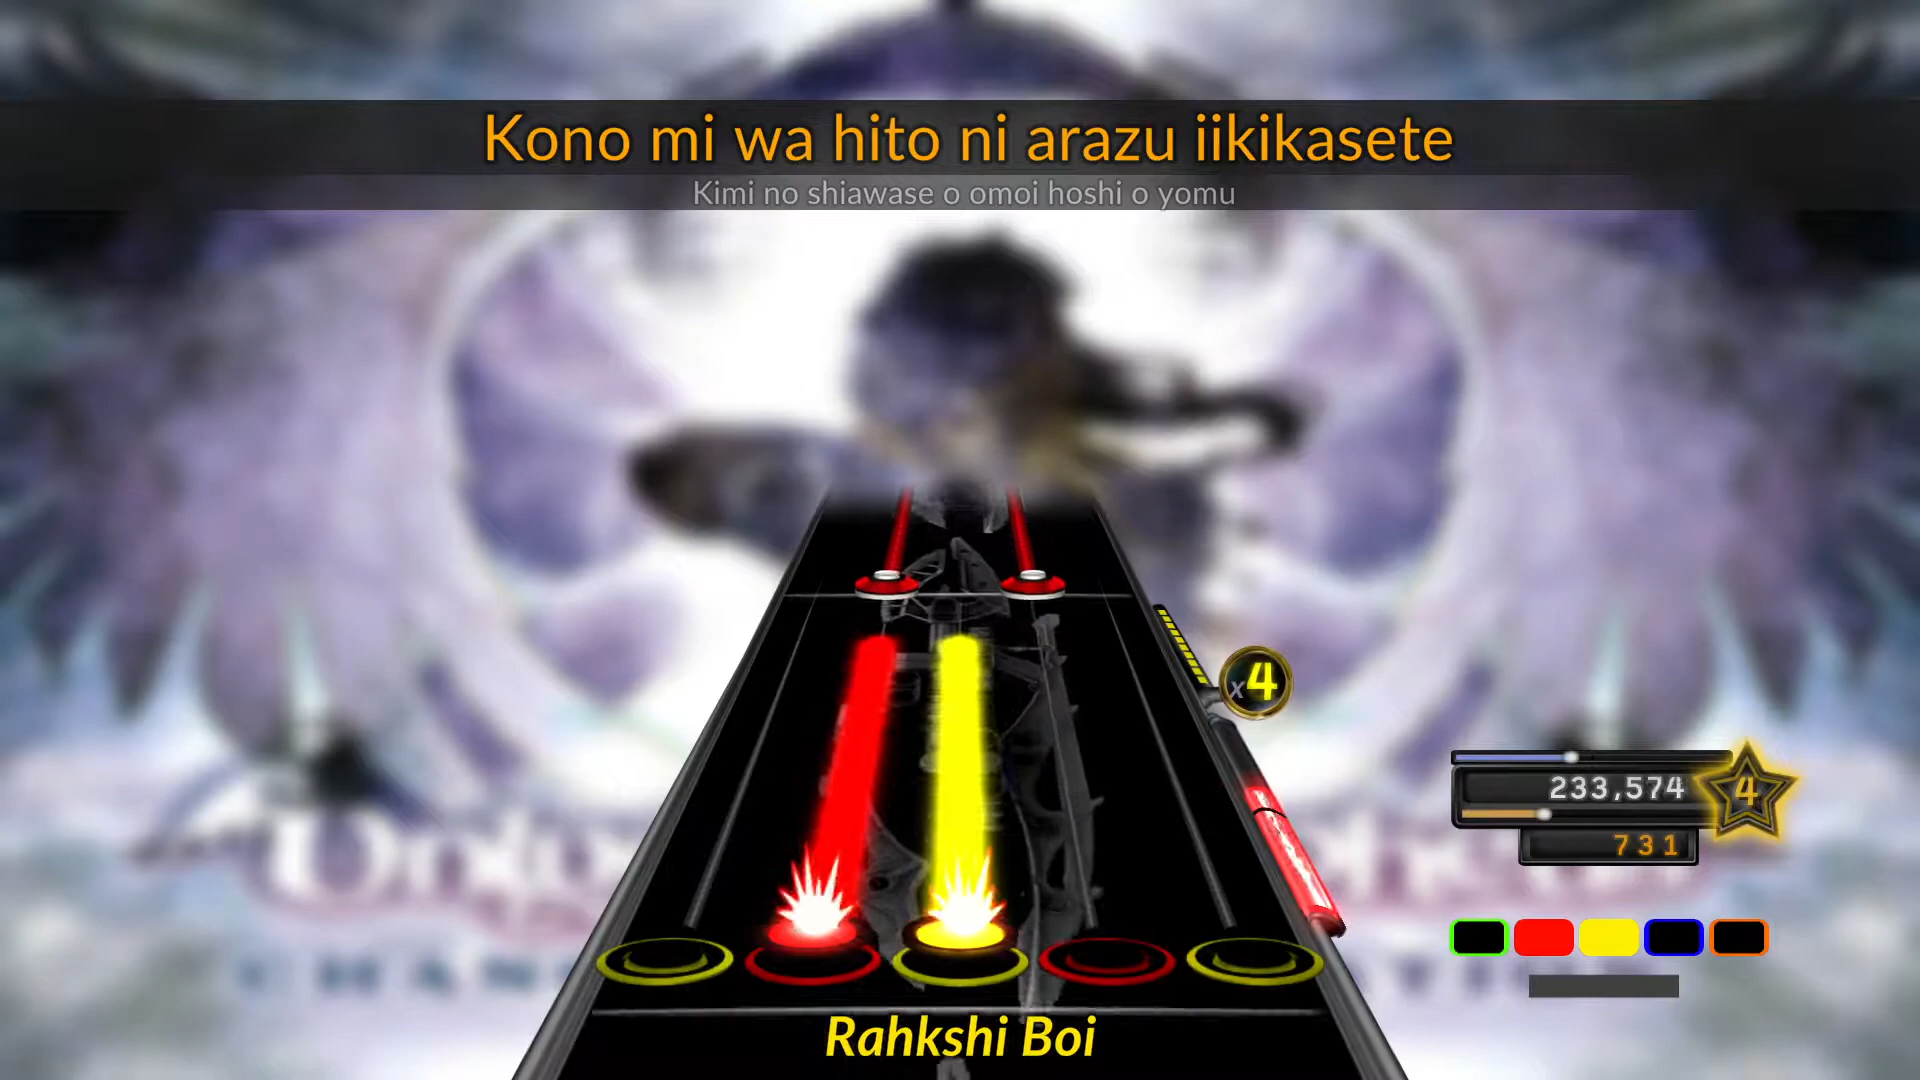 Kono mi wa hito ni arazu iikikasete
Kimi no shiawase o omoi hoshi o yomu
x4
233,574
4
731
Rahkshi Boi